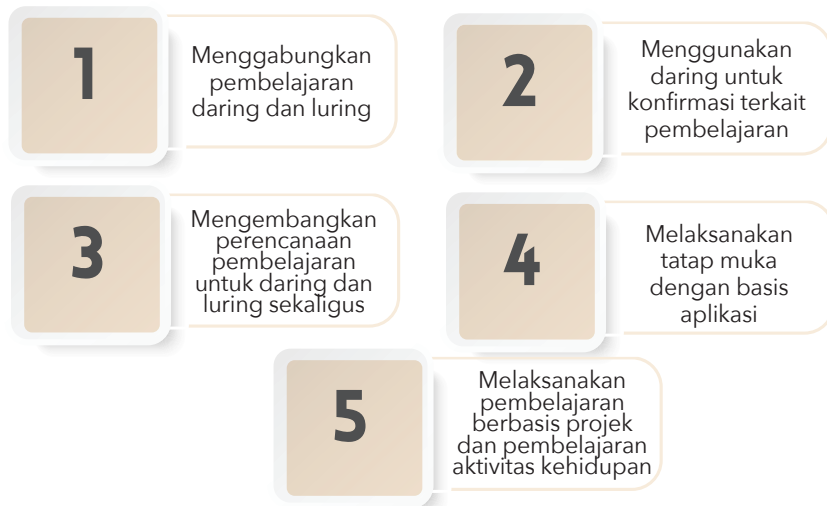 1
Menggabungkan
pembelajaran
daring dan luring
2
Menggunakan
daring untuk
konfirmasi terkait
pembelajaran
3
Mengembangkan
perencanaan
pembelajaran
untuk daring dan
luring sekaligus
4
Melaksanakan
tatap muka
dengan basis
aplikasi
5
Melaksanakan
pembelajaran
berbasis projek
dan pembelajaran
aktivitas kehidupan